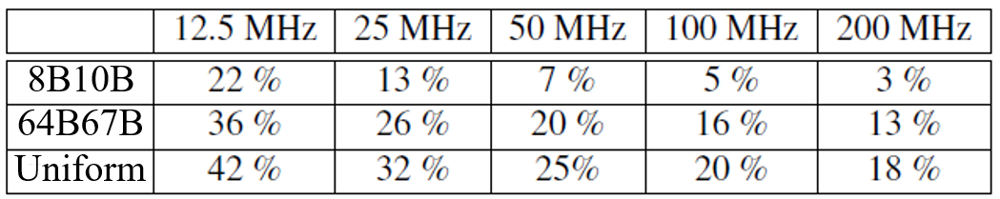 12.5 MHz 25 MHz 50 MHz 100 MHz 200 MHz
8B10B 22 % 13 % 7 % 5 % 3 %
64B67B 36 % 26 % 20 % 16 % 13 %
Uniform 42 % 32 % 25% 20 % 18 %